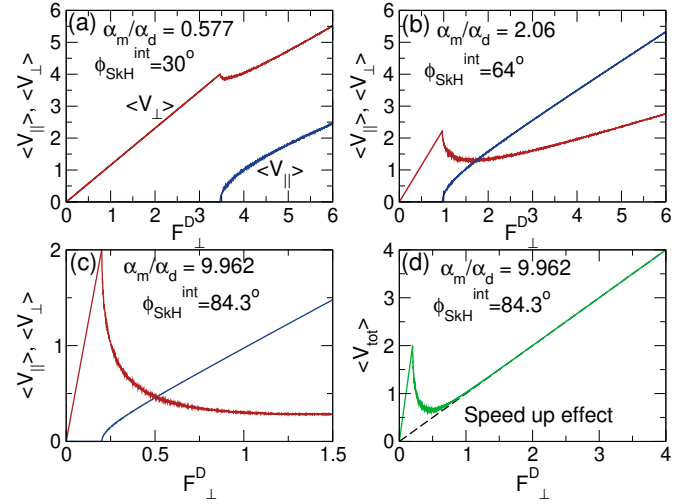 (a)
α_m/α_d = 0.577
ϕ_SkH^int=30°
<V_⊥>
<V_||>
<V_||>, <V_⊥>
0 1 2 3 4 5 6
0 1 2 3 4 5 6
F_⊥^D
(b)
α_m/α_d = 2.06
ϕ_SkH^int=64°
<V_||>, <V_⊥>
0 1 2 3 4 5 6
0 1 2 3 4 5 6
F_⊥^D
(c)
α_m/α_d = 9.962
ϕ_SkH^int=84.3°
<V_||>, <V_⊥>
0 1 2
0 0.5 1 1.5
F_⊥^D
(d)
α_m/α_d = 9.962
ϕ_SkH^int=84.3°
<V_tot>
Speed up effect
0 1 2 3 4
0 1 2 3 4
F_⊥^D